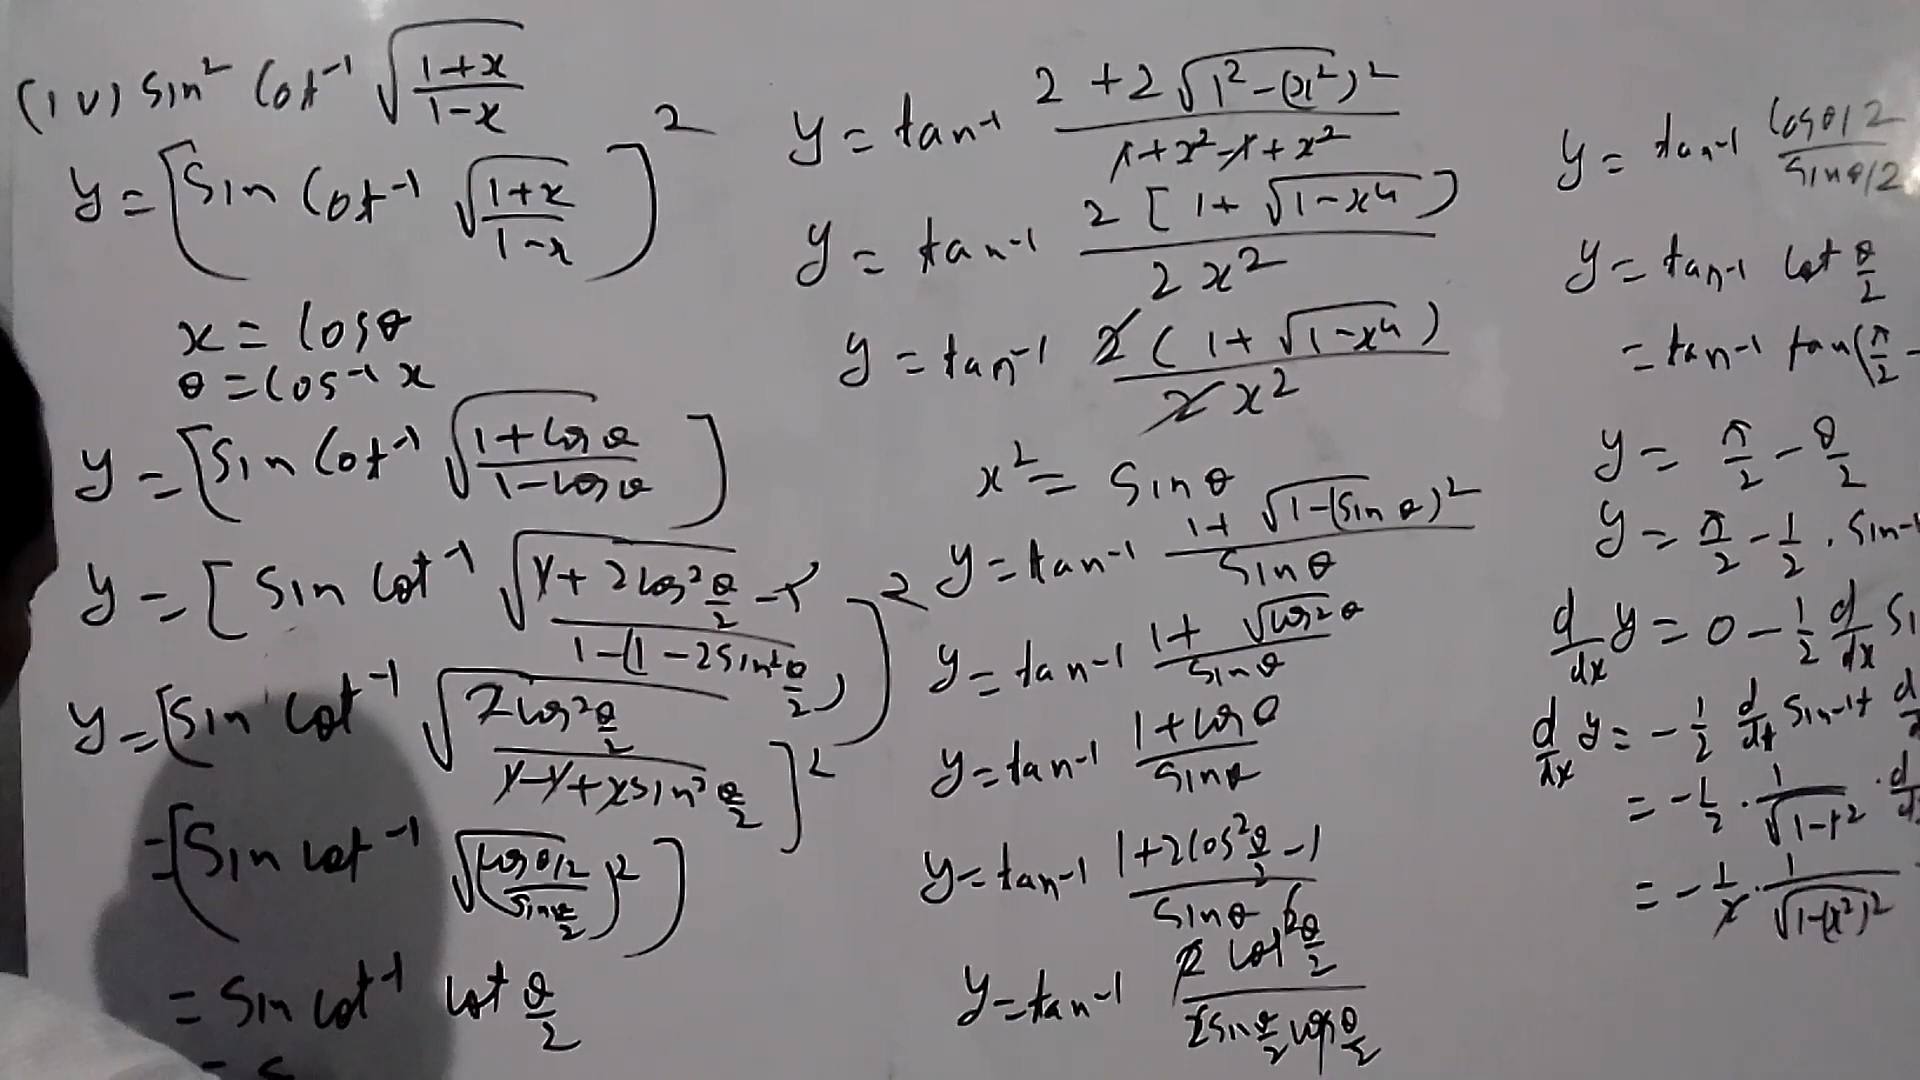 (iv) sin² Cot⁻¹ √((1+x)/(1-x))
y = [Sin Cot⁻¹ √((1+x)/(1-x))]²
x = Cosθ
θ = Cos⁻¹ x
y = [Sin Cot⁻¹ √((1+Cosθ)/(1-Cosθ))]
y = [Sin Cot⁻¹ √((1+2Cos²θ/2-1)/(1-(1-2Sin²θ/2)))]²
y = [Sin Cot⁻¹ √((2Cos²θ/2)/(1-1+2Sin²θ/2))]²
= [Sin Cot⁻¹ √((Cosθ/2)/(Sinθ/2))²]
= Sin Cot⁻¹ Cot θ/2
= S
y = tan⁻¹ (2+2√(1²-(x²)²))/(1+x²-1+x²)
y = tan⁻¹ (2[1+√(1-x⁴)])/(2x²)
y = tan⁻¹ (2(1+√(1-x⁴)))/(2x²)
x² = Sinθ
y = tan⁻¹ (1+√(1-(Sinθ)²))/(Sinθ)
y = tan⁻¹ (1+√(Cos²θ))/(Sinθ)
y = tan⁻¹ (1+Cosθ)/(Sinθ)
y = tan⁻¹ (1+2Cos²θ/2-1)/(Sinθ)
y = tan⁻¹ (2Cos²θ/2)/(2Sinθ/2 Cosθ/2)
y = tan⁻¹ (Cosθ/2)/(Sinθ/2)
y = tan⁻¹ Cot θ/2
= tan⁻¹ tan(π/2 -
y = π/2 - θ/2
y = π/2 - 1/2 . Sin⁻¹
d/dx y = 0 - 1/2 d/dx Si
d/dx y = -1/2 d/dt Sin⁻¹t d/
= -1/2 . 1/√(1-t²) . d/
= -1/2 . 1/√(1-(x²)²)